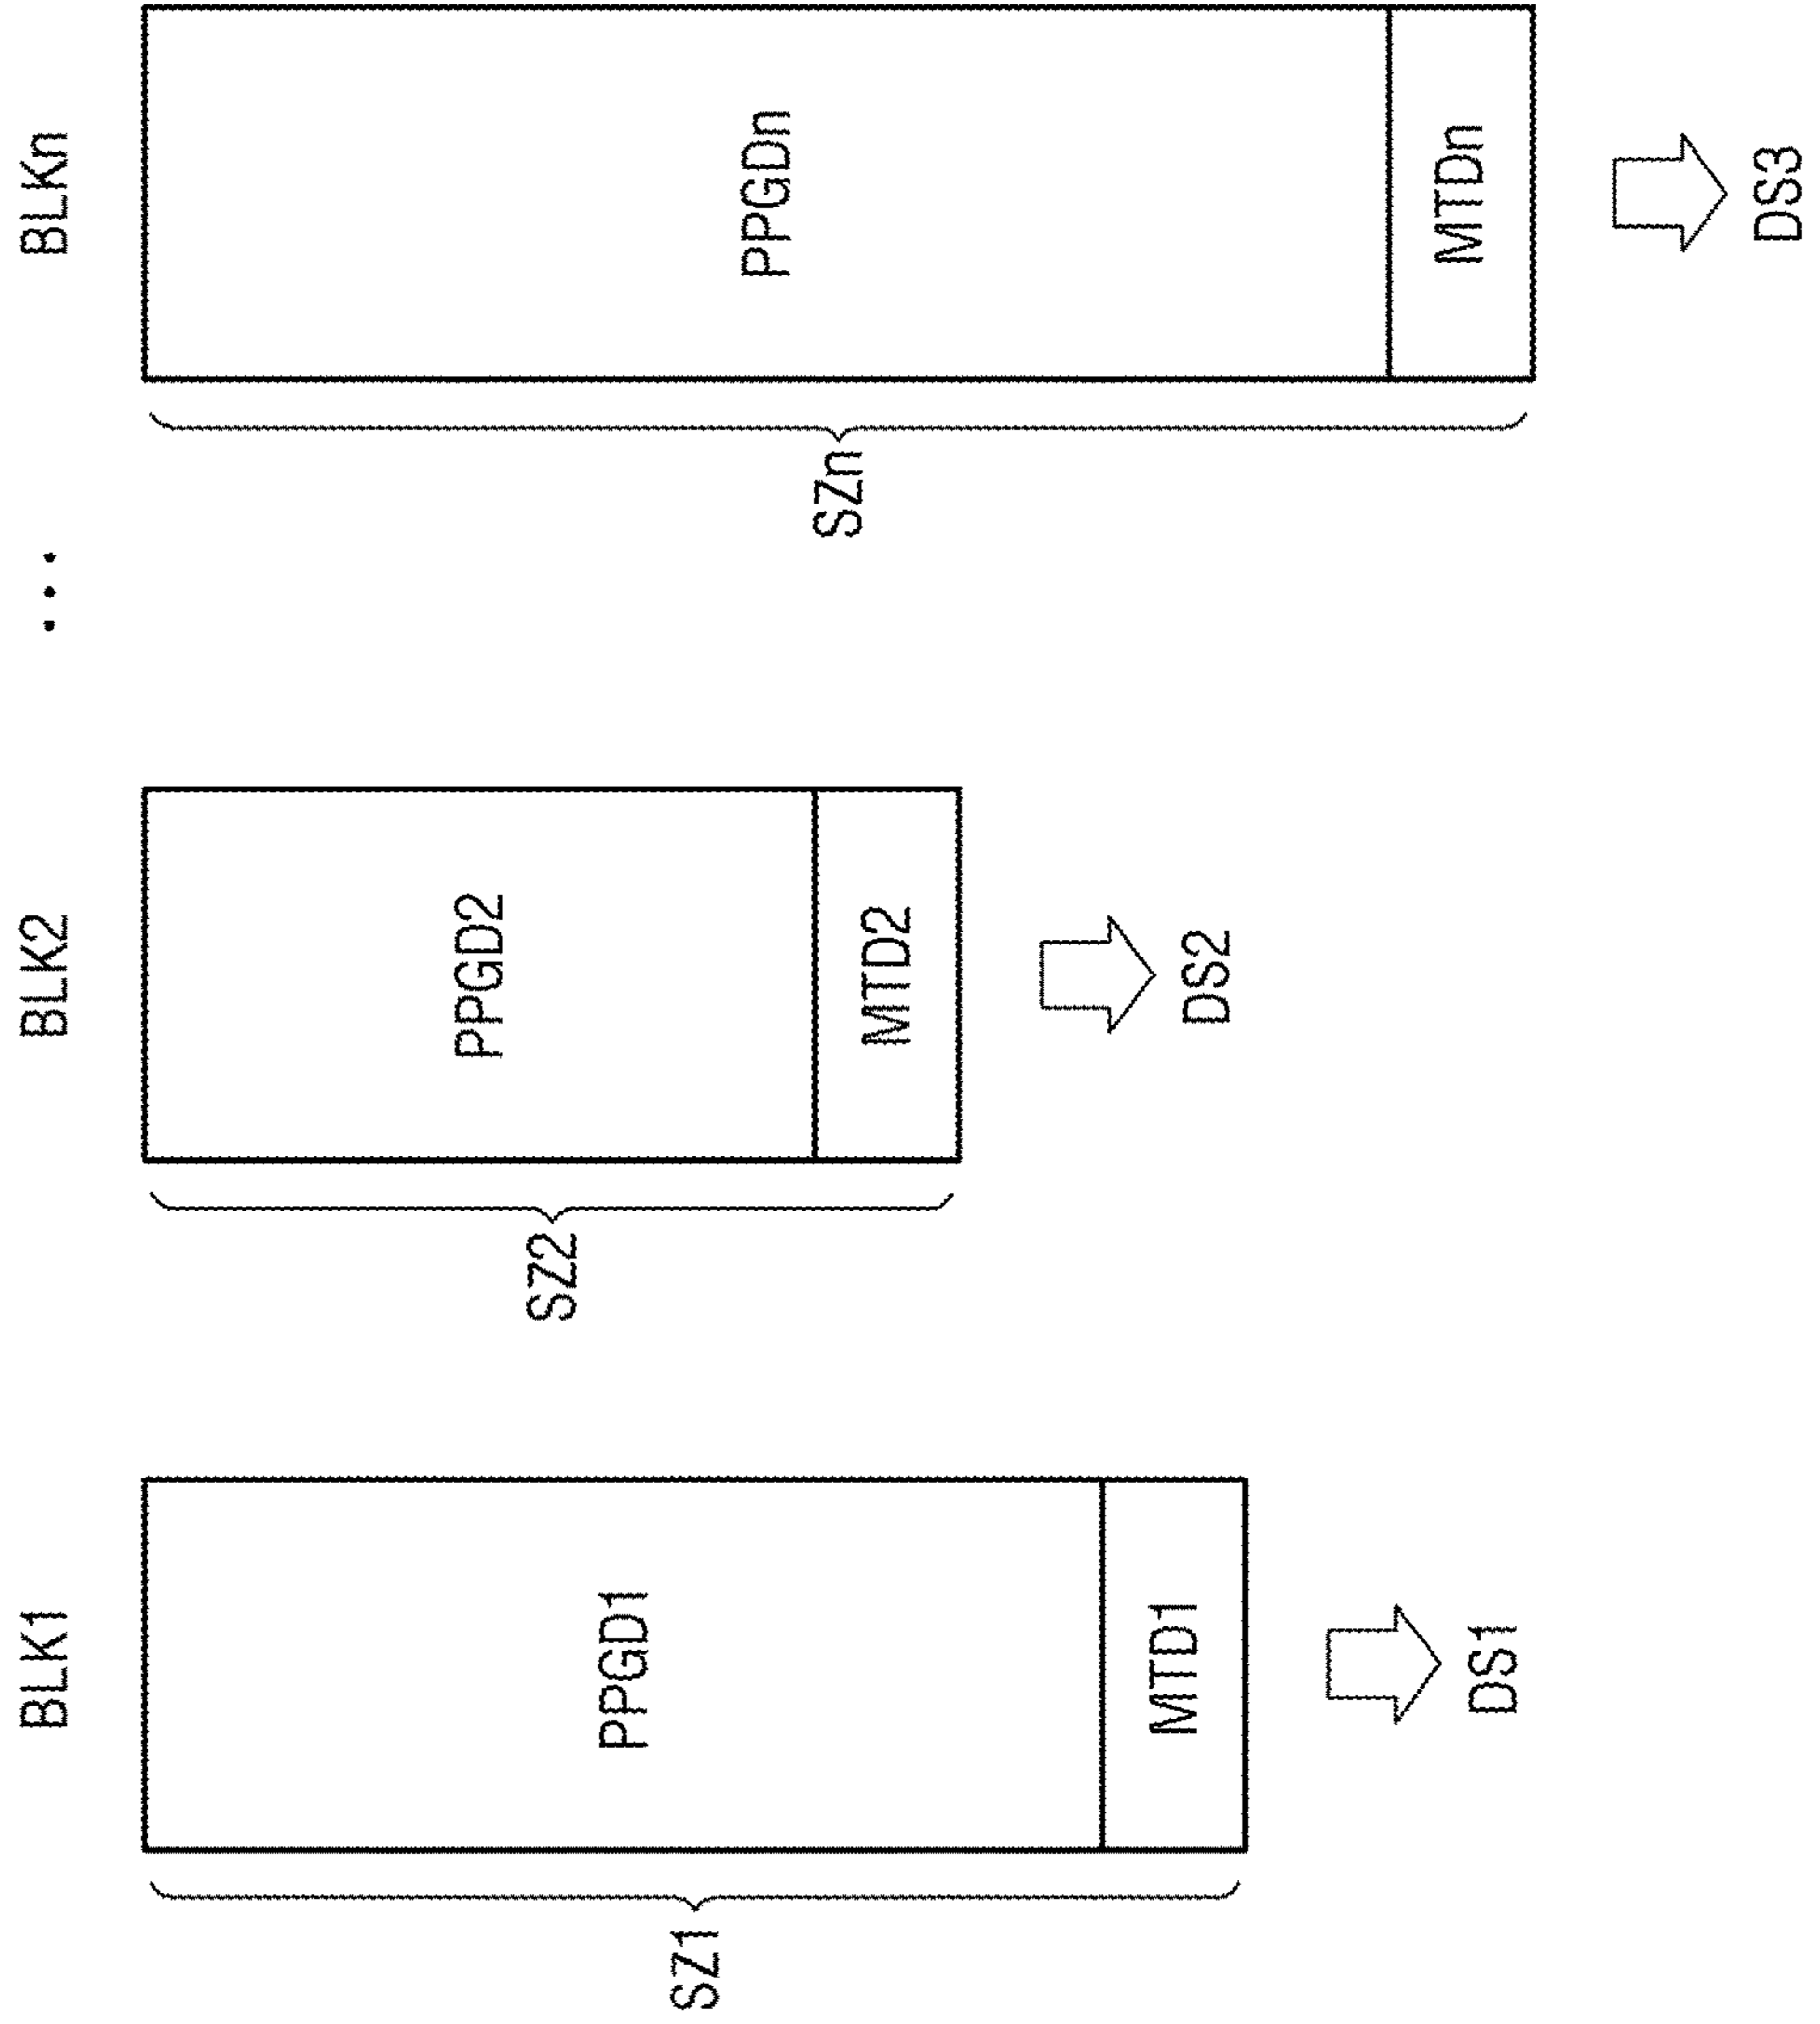 BLK1
BLK2
...
BLKn
PPGD1
PPGD2
PPGDn
SZ1
SZ2
SZn
MTD1
MTD2
MTDn
DS1
DS2
DS3